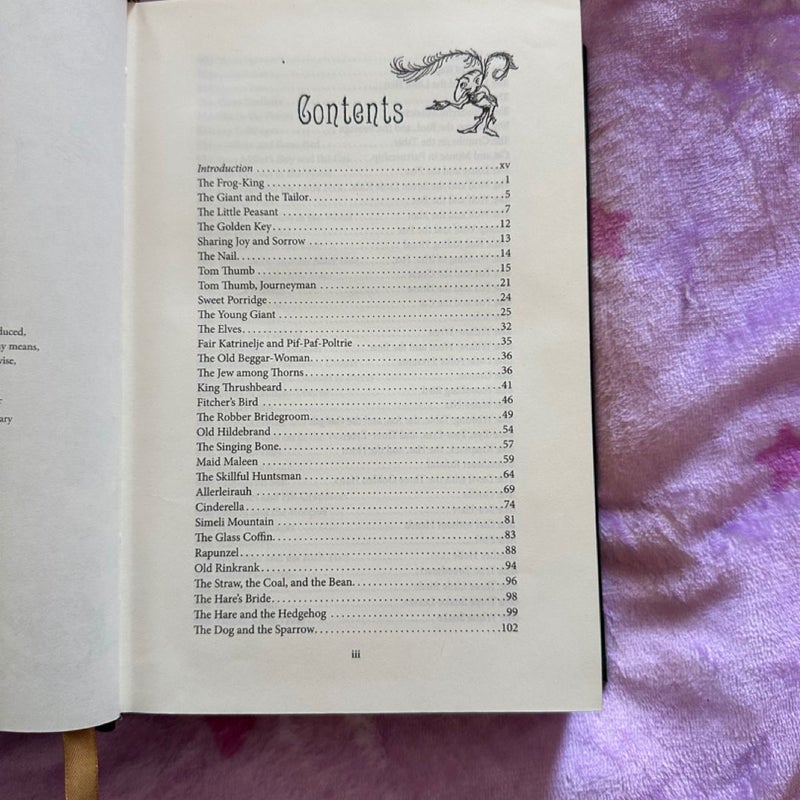 duced,
y means,
vise,
r
ary
Contents
Introduction ........ xv
The Frog-King ........ 1
The Giant and the Tailor ........ 5
The Little Peasant ........ 7
The Golden Key ........ 12
Sharing Joy and Sorrow ........ 13
The Nail ........ 14
Tom Thumb ........ 15
Tom Thumb, Journeyman ........ 21
Sweet Porridge ........ 24
The Young Giant ........ 25
The Elves ........ 32
Fair Katrinelje and Pif-Paf-Poltrie ........ 35
The Old Beggar-Woman ........ 36
The Jew among Thorns ........ 36
King Thrushbeard ........ 41
Fitcher's Bird ........ 46
The Robber Bridegroom ........ 49
Old Hildebrand ........ 54
The Singing Bone ........ 57
Maid Maleen ........ 59
The Skillful Huntsman ........ 64
Allerleirauh ........ 69
Cinderella ........ 74
Simeli Mountain ........ 81
The Glass Coffin ........ 83
Rapunzel ........ 88
Old Rinkrank ........ 94
The Straw, the Coal, and the Bean ........ 96
The Hare's Bride ........ 98
The Hare and the Hedgehog ........ 99
The Dog and the Sparrow ........ 102
iii